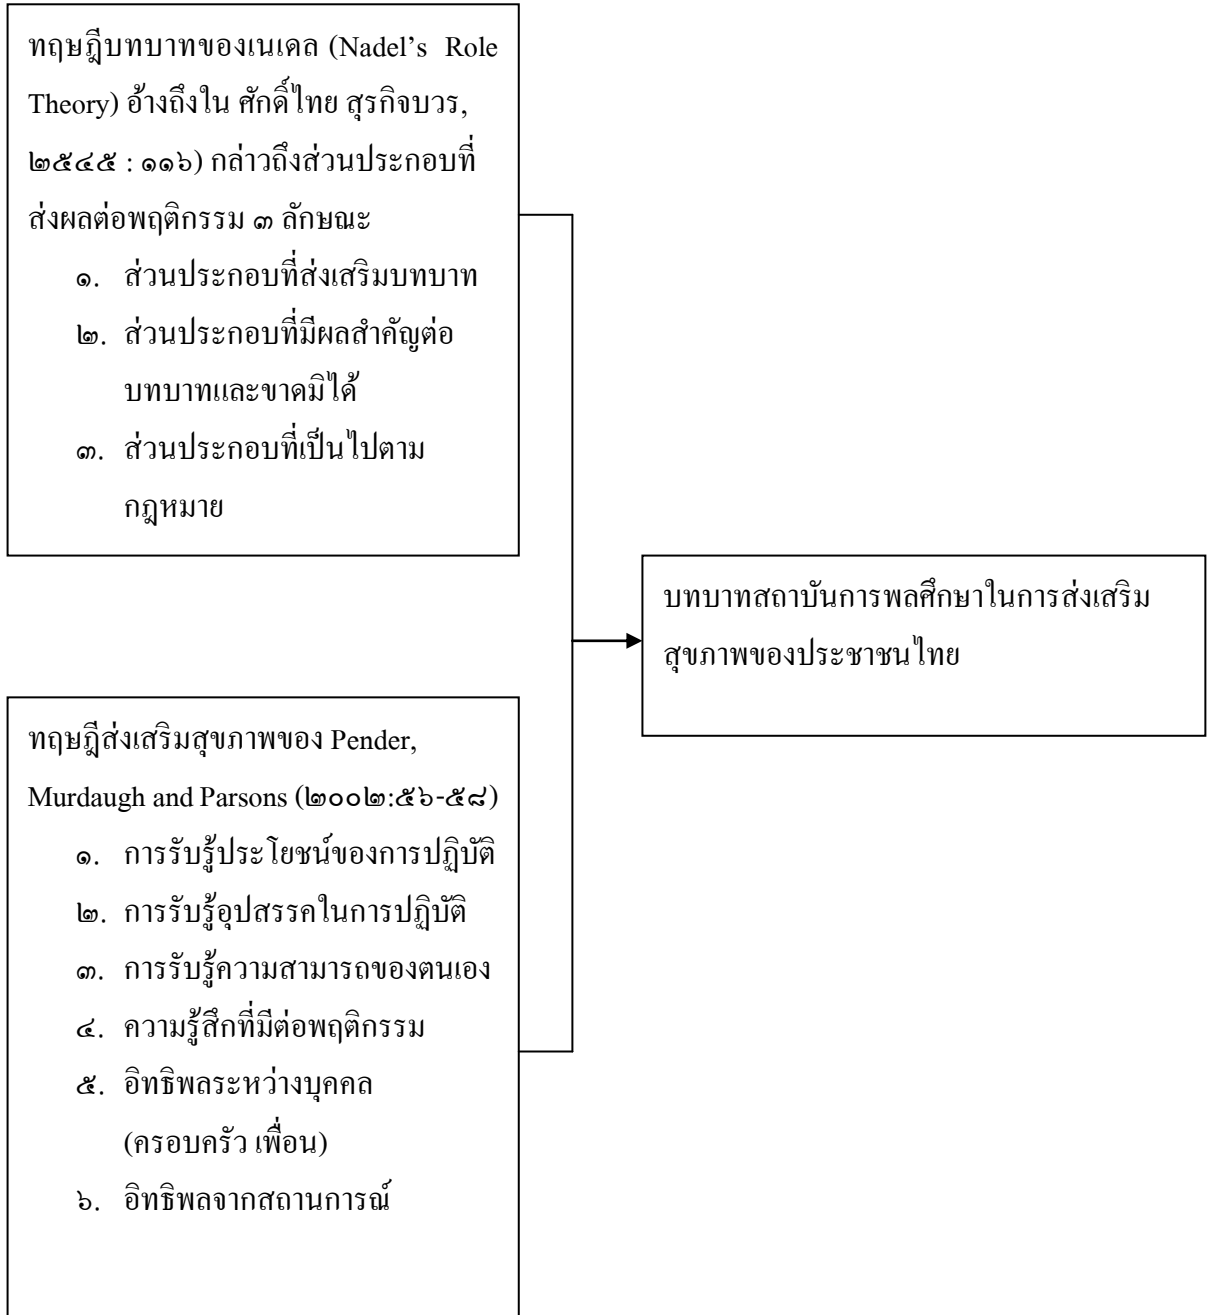 ทฤษฎีบทบาทของเนเดล (Nadel’s Role
Theory) อ้างถึงใน ศักดิ์ไทย สุรกิจบวร,
๒๕๔๕ : ๑๑๖) กล่าวถึงส่วนประกอบที่
ส่งผลต่อพฤติกรรม ๓ ลักษณะ
๑. ส่วนประกอบที่ส่งเสริมบทบาท
๒. ส่วนประกอบที่มีผลสำคัญต่อ
บทบาทและขาดมิได้
๓. ส่วนประกอบที่เป็นไปตาม
กฎหมาย
บทบาทสถาบันการพลศึกษาในการส่งเสริม
สุขภาพของประชาชนไทย
ทฤษฎีส่งเสริมสุขภาพของ Pender,
Murdaugh and Parsons (๒๐๐๒:๕๖-๕๘)
๑. การรับรู้ประโยชน์ของการปฏิบัติ
๒. การรับรู้อุปสรรคในการปฏิบัติ
๓. การรับรู้ความสามารถของตนเอง
๔. ความรู้สึกที่มีต่อพฤติกรรม
๕. อิทธิพลระหว่างบุคคล
(ครอบครัว เพื่อน)
๖. อิทธิพลจากสถานการณ์